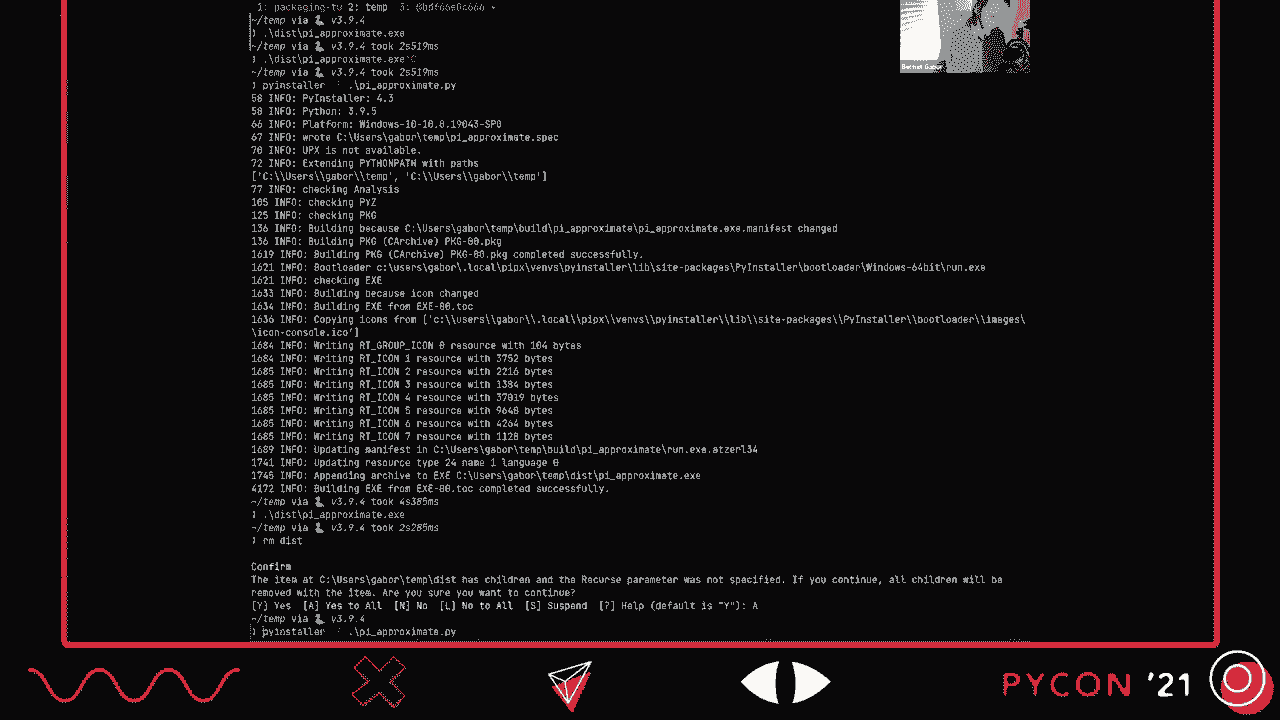 1: packaging-tu 2: temp 3:
~/temp via v3.9.4
❯ .\dist\pi_approximate.exe
~/temp via v3.9.4 took 2s519ms
❯ .\dist\pi_approximate.exe^C
~/temp via v3.9.4 took 2s519ms
❯ pyinstaller .\pi_approximate.py
58 INFO: PyInstaller: 4.3
58 INFO: Python: 3.9.5
66 INFO: Platform: Windows-10-10.0.19043-SP0
67 INFO: wrote C:\Users\gabor\temp\pi_approximate.spec
70 INFO: UPX is not available.
72 INFO: Extending PYTHONPATH with paths
['C:\\Users\\gabor\\temp', 'C:\\Users\\gabor\\temp']
77 INFO: checking Analysis
105 INFO: checking PYZ
125 INFO: checking PKG
136 INFO: Building because C:\Users\gabor\temp\build\pi_approximate\pi_approximate.exe.manifest changed
136 INFO: Building PKG (CArchive) PKG-00.pkg
1619 INFO: Building PKG (CArchive) PKG-00.pkg completed successfully.
1621 INFO: Bootloader c:\users\gabor\.local\pipx\venvs\pyinstaller\lib\site-packages\PyInstaller\bootloader\Windows-64bit\run.exe
1621 INFO: checking EXE
1633 INFO: Building because icon changed
1634 INFO: Building EXE from EXE-00.toc
1636 INFO: Copying icons from ['c:\\users\\gabor\\.local\\pipx\\venvs\\pyinstaller\\lib\\site-packages\\PyInstaller\\bootloader\\images\
\icon-console.ico']
1684 INFO: Writing RT_GROUP_ICON 0 resource with 104 bytes
1684 INFO: Writing RT_ICON 1 resource with 3752 bytes
1685 INFO: Writing RT_ICON 2 resource with 2216 bytes
1685 INFO: Writing RT_ICON 3 resource with 1384 bytes
1685 INFO: Writing RT_ICON 4 resource with 37019 bytes
1685 INFO: Writing RT_ICON 5 resource with 9640 bytes
1685 INFO: Writing RT_ICON 6 resource with 4264 bytes
1685 INFO: Writing RT_ICON 7 resource with 1128 bytes
1689 INFO: Updating manifest in C:\Users\gabor\temp\build\pi_approximate\run.exe.atzerl34
1741 INFO: Updating resource type 24 name 1 language 0
1745 INFO: Appending archive to EXE C:\Users\gabor\temp\dist\pi_approximate.exe
4172 INFO: Building EXE from EXE-00.toc completed successfully.
~/temp via v3.9.4 took 4s385ms
❯ .\dist\pi_approximate.exe
~/temp via v3.9.4 took 2s285ms
❯ rm dist
Confirm
The item at C:\Users\gabor\temp\dist has children and the Recurse parameter was not specified. If you continue, all children will be
removed with the item. Are you sure you want to continue?
[Y] Yes [A] Yes to All [N] No [L] No to All [S] Suspend [?] Help (default is "Y"): A
~/temp via v3.9.4
❯ pyinstaller .\pi_approximate.py
Bernat Gabor
PYCON '21